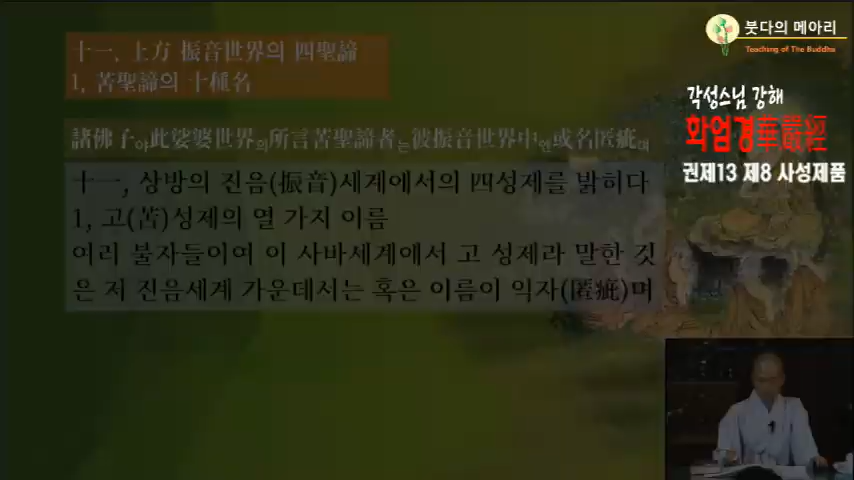 붓다의 메아리
Teaching of The Buddha
각성스님 강해
화엄경華嚴經
권제13 제8 사성제품
十一, 上方 振音世界의 四聖諦
1, 苦聖諦의 十種名
諸佛子야此娑婆世界의所言苦聖諦者는彼振音世界中엔或名匿疵며
十一, 상방의 진음(振音)세계에서의 四성제를 밝히다
1, 고(苦)성제의 열 가지 이름
여러 불자들이여 이 사바세계에서 고 성제라 말한 것
은 저 진음세계 가운데서는 혹은 이름이 익자(匿疵)며